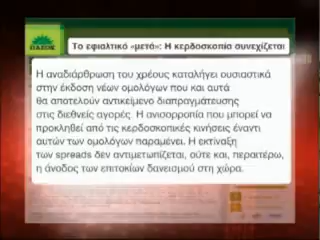 ΠΑΣΟΚ
Το εφιαλτικό «μετά»: Η κερδοσκοπία συνεχίζεται
Η αναδιάρθρωση του χρέους καταλήγει ουσιαστικά
στην έκδοση νέων ομολόγων που και αυτά
θα αποτελούν αντικείμενο διαπραγμάτευσης
στις διεθνείς αγορές. Η ανισορροπία που μπορεί να
προκληθεί από τις κερδοσκοπικές κινήσεις έναντι
αυτών των ομολόγων παραμένει. Η εκτίναξη
των spreads δεν αντιμετωπίζεται, ούτε και, περαιτέρω,
η άνοδος των επιτοκίων δανεισμού στη χώρα.